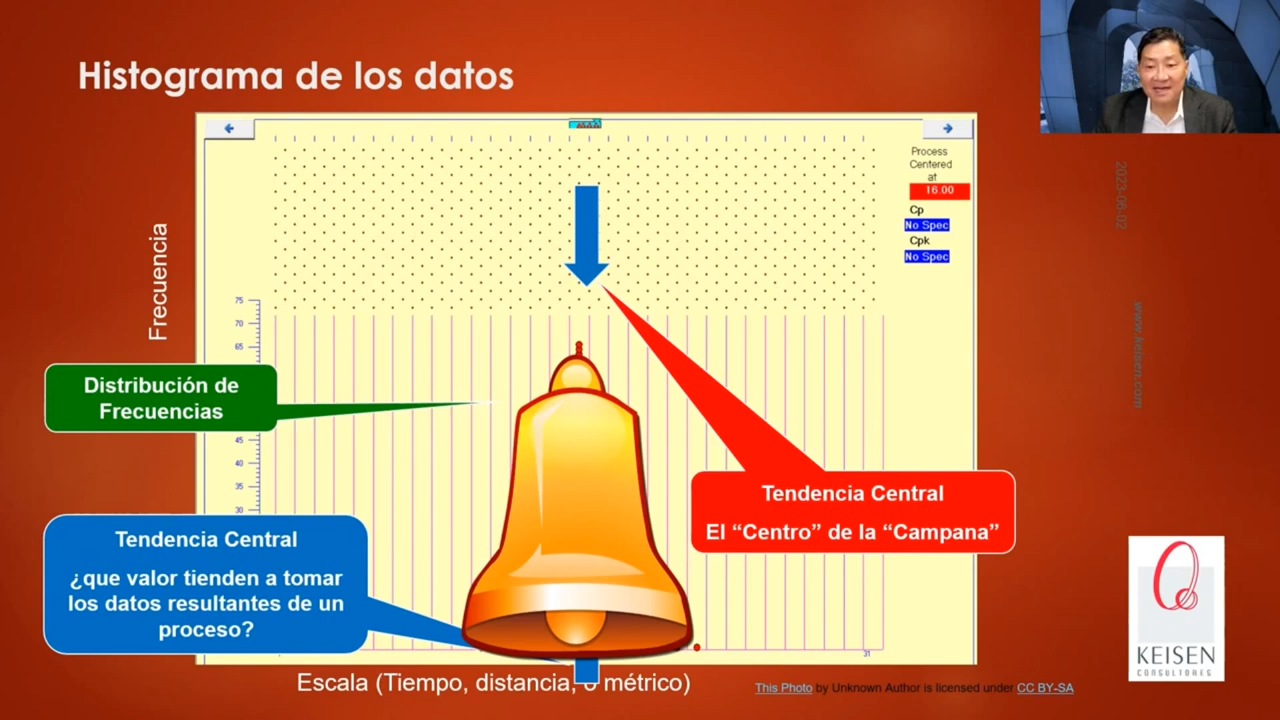 Histograma de los datos
Process
Centered
at
16.00
Cp
No Spec
Cpk
No Spec
2023-06-02
www.keisen.com
Frecuencia
75
70
65
Distribución de
Frecuencias
45
40
35
30
Tendencia Central
El “Centro” de la “Campana”
Tendencia Central
¿que valor tienden a tomar
los datos resultantes de un
proceso?
31
Escala (Tiempo, distancia, o métrico)
This Photo by Unknown Author is licensed under CC BY-SA
KEISEN
CONSULTORES